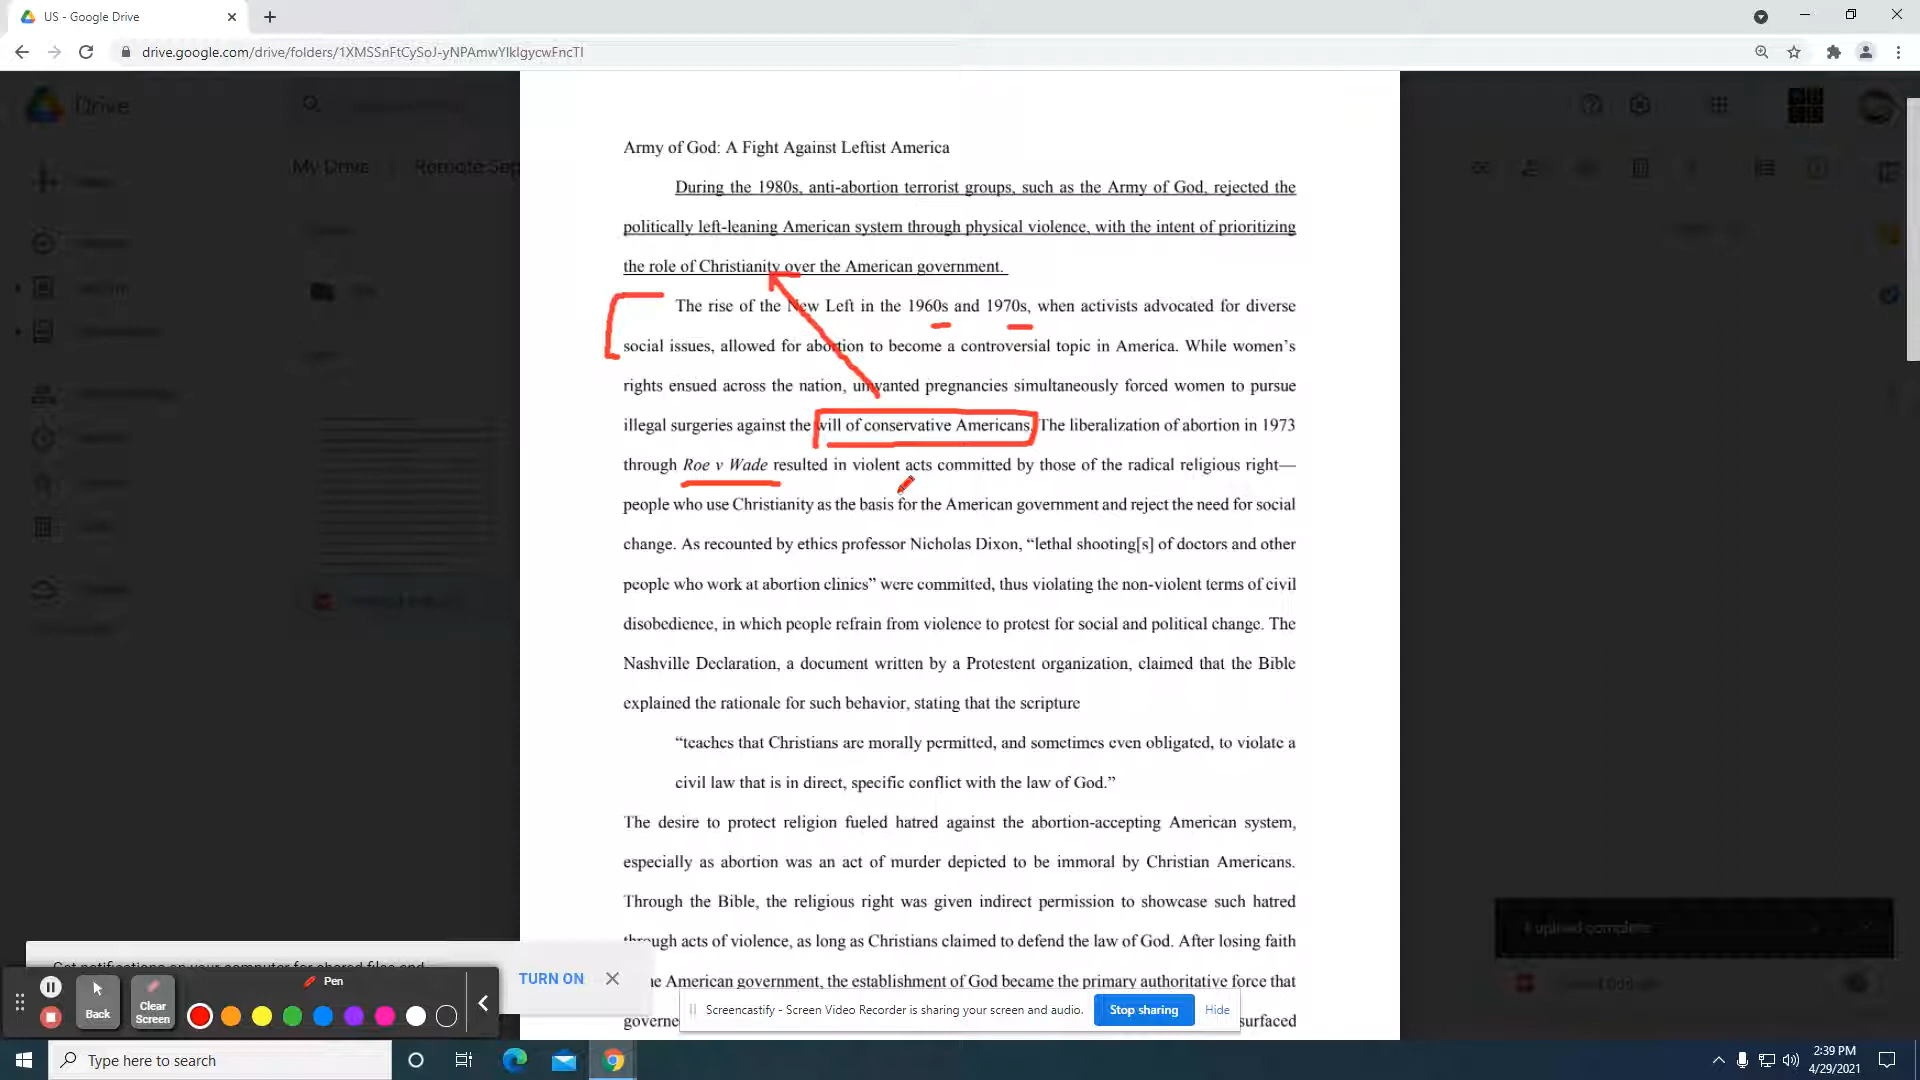 US - Google Drive
drive.google.com/drive/folders/1XMSSnFtCySoJ-yNPAmwYIklgycwFncTI
Drive
My Drive
Remote Sep
Army of God: A Fight Against Leftist America
During the 1980s, anti-abortion terrorist groups, such as the Army of God, rejected the
politically left-leaning American system through physical violence, with the intent of prioritizing
the role of Christianity over the American government.
The rise of the New Left in the 1960s and 1970s, when activists advocated for diverse
social issues, allowed for abortion to become a controversial topic in America. While women’s
rights ensued across the nation, unwanted pregnancies simultaneously forced women to pursue
illegal surgeries against the will of conservative Americans. The liberalization of abortion in 1973
through Roe v Wade resulted in violent acts committed by those of the radical religious right—
people who use Christianity as the basis for the American government and reject the need for social
change. As recounted by ethics professor Nicholas Dixon, “lethal shooting[s] of doctors and other
people who work at abortion clinics” were committed, thus violating the non-violent terms of civil
disobedience, in which people refrain from violence to protest for social and political change. The
Nashville Declaration, a document written by a Protestent organization, claimed that the Bible
explained the rationale for such behavior, stating that the scripture
“teaches that Christians are morally permitted, and sometimes even obligated, to violate a
civil law that is in direct, specific conflict with the law of God.”
The desire to protect religion fueled hatred against the abortion-accepting American system,
especially as abortion was an act of murder depicted to be immoral by Christian Americans.
Through the Bible, the religious right was given indirect permission to showcase such hatred
through acts of violence, as long as Christians claimed to defend the law of God. After losing faith
American government, the establishment of God became the primary authoritative force that
surfaced
1 upload complete
TURN ON
Pen
Back
Clear
Screen
Screencastify - Screen Video Recorder is sharing your screen and audio.
Stop sharing
Hide
Type here to search
2:39 PM
4/29/2021